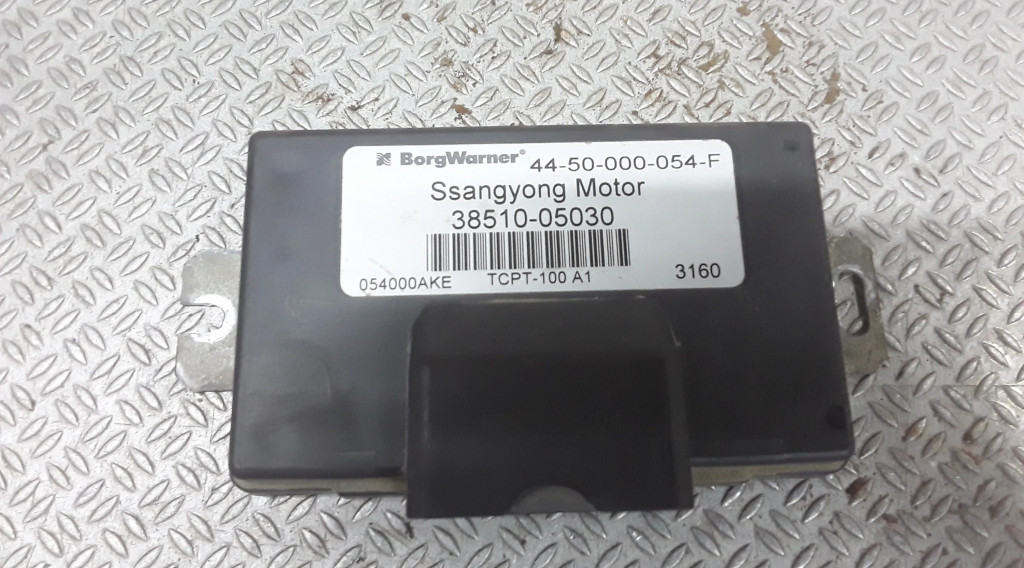 BorgWarner® 44-50-000-054-F
Ssangyong Motor
38510-05030
054000AKE TCPT-100 A1 3160